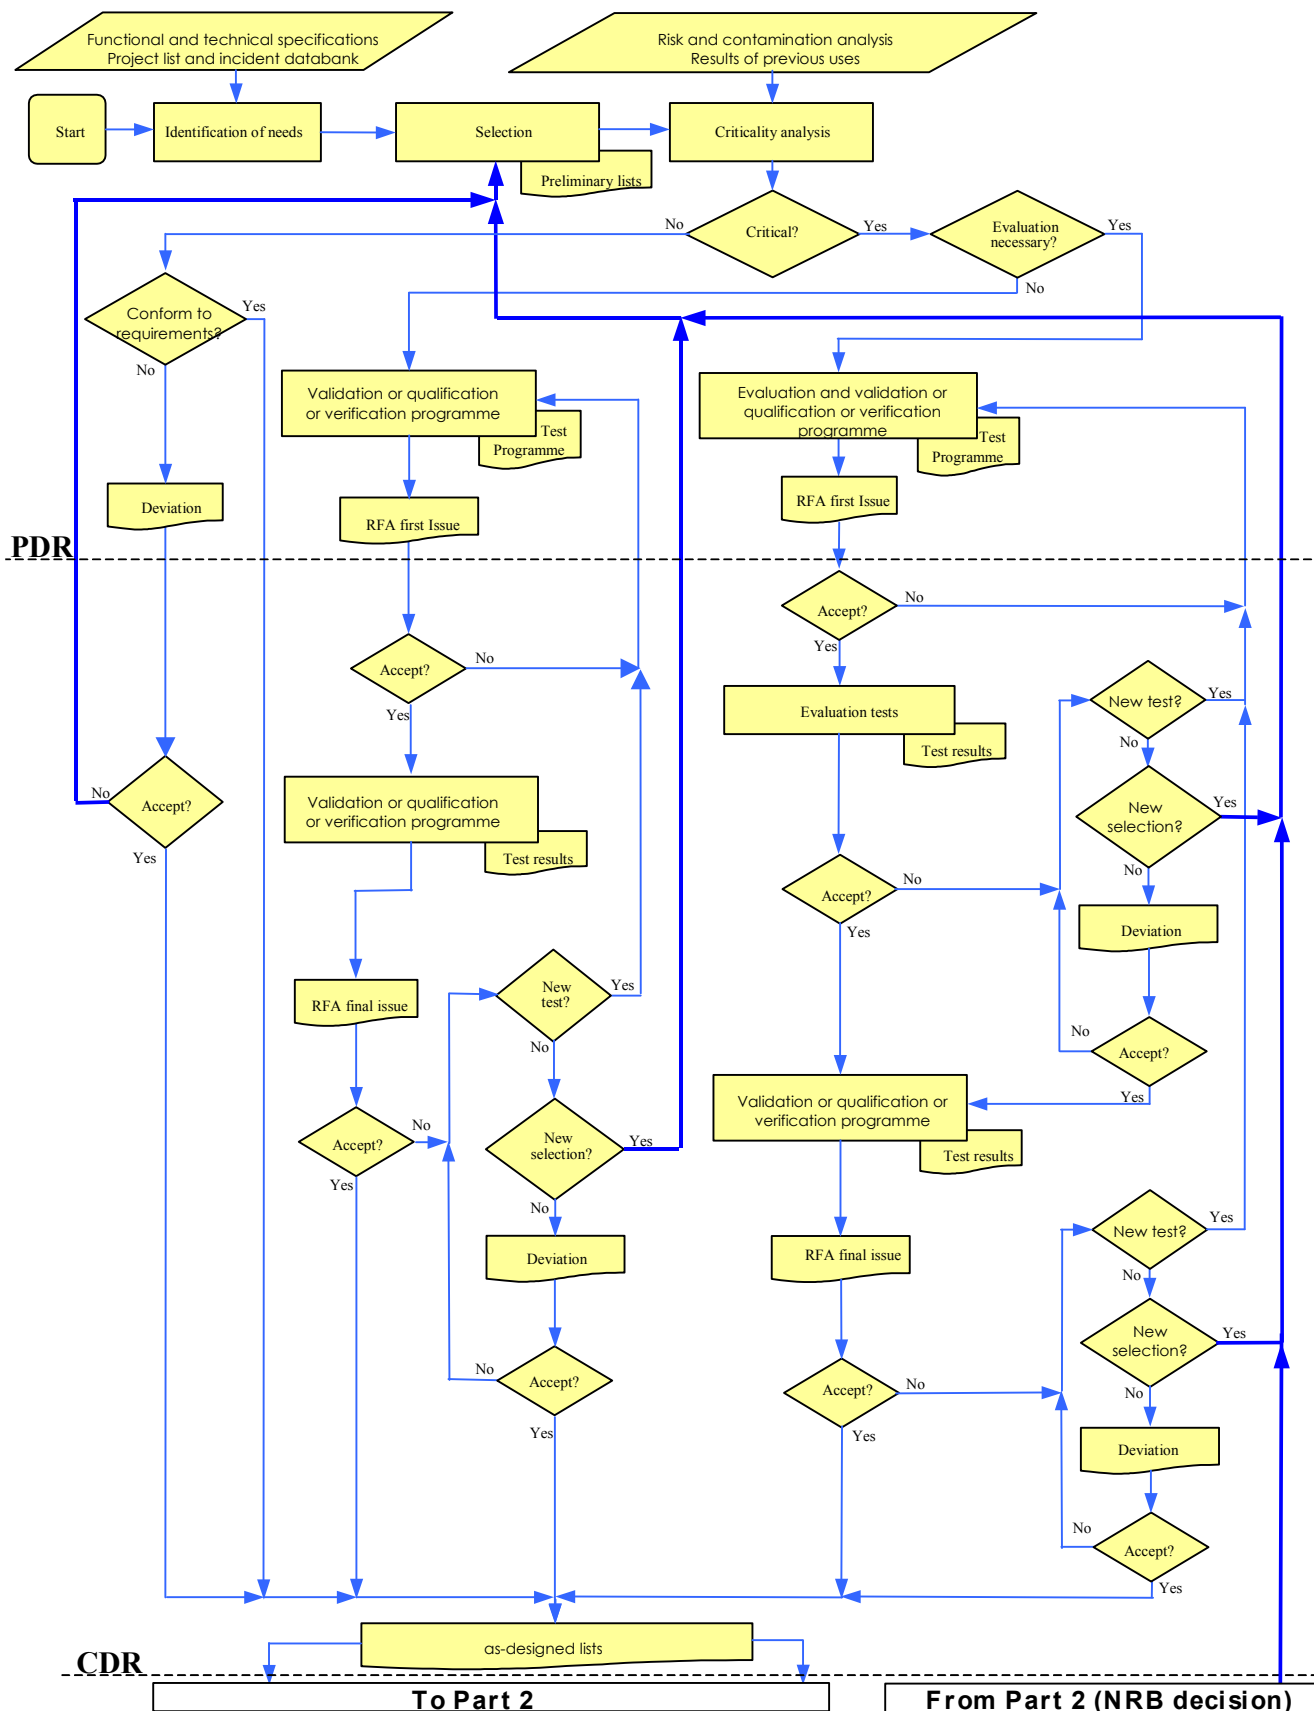 Functional and technical specifications
Project list and incident databank
Risk and contamination analysis
Results of previous uses
Start
Identification of needs
Selection
Criticality analysis
Preliminary lists
No
Critical?
Yes
Evaluation
necessary?
Yes
No
Conform to
requirements?
Yes
No
Validation or qualification
or verification programme
Test
Programme
Evaluation and validation or
qualification or verification
programme
Test
Programme
Deviation
RFA first Issue
RFA first Issue
PDR
Accept?
No
Yes
Accept?
No
Yes
Evaluation tests
Test results
New test?
Yes
No
No
Accept?
Yes
Validation or qualification
or verification programme
Test results
New
selection?
Yes
No
Accept?
No
Yes
Deviation
RFA final issue
New
test?
Yes
No
No
Accept?
Yes
Validation or qualification or
verification programme
Test results
Accept?
No
Yes
New
selection?
Yes
No
Deviation
RFA final issue
New test?
Yes
No
New
selection?
Yes
No
No
Accept?
Yes
Accept?
No
Yes
Deviation
No
Accept?
Yes
as-designed lists
CDR
To Part 2
From Part 2 (NRB decision)